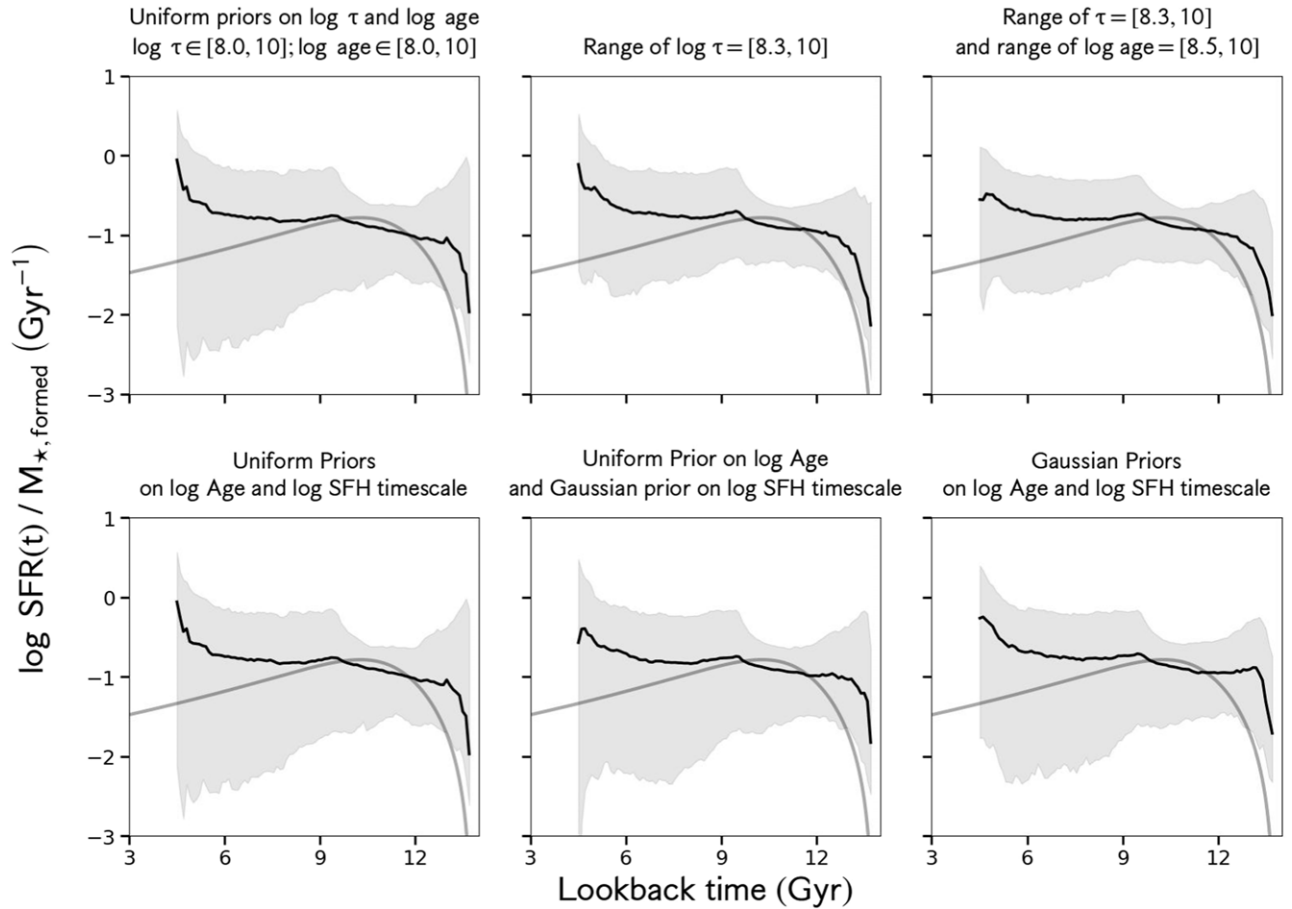 Uniform priors on log τ and log age
log τ ∈ [8.0, 10]; log age ∈ [8.0, 10]
Range of log τ = [8.3, 10]
Range of τ = [8.3, 10]
and range of log age = [8.5, 10]
1
0
−1
−2
−3
Uniform Priors
on log Age and log SFH timescale
Uniform Prior on log Age
and Gaussian prior on log SFH timescale
Gaussian Priors
on log Age and log SFH timescale
1
0
−1
−2
−3
3 6 9 12
3 6 9 12
3 6 9 12
log SFR(t) / M⋆, formed (Gyr⁻¹)
Lookback time (Gyr)